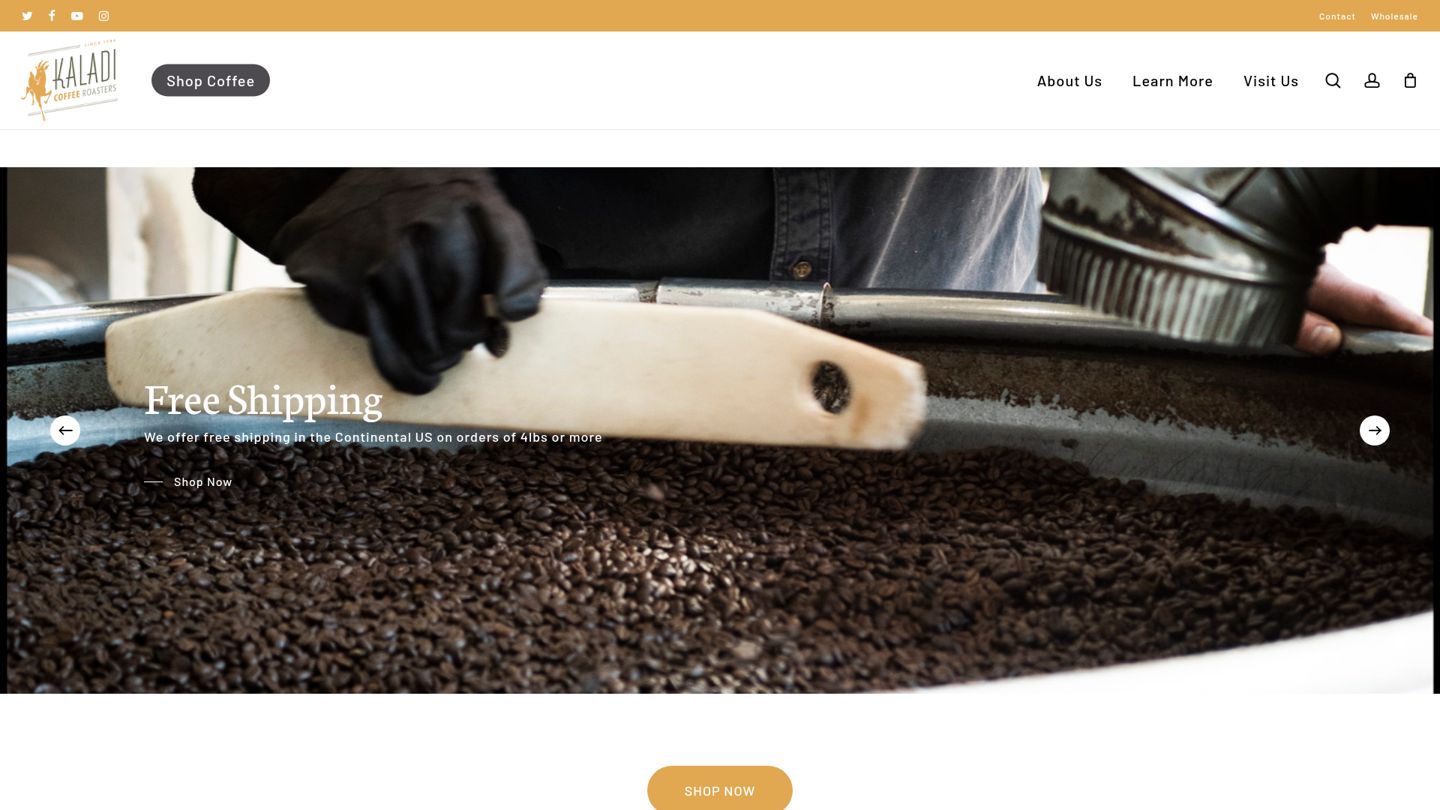 Contact Wholesale
SINCE
KALADI
COFFEE ROASTERS
Shop Coffee
About Us Learn More Visit Us
Free Shipping
We offer free shipping in the Continental US on orders of 4lbs or more
Shop Now
SHOP NOW